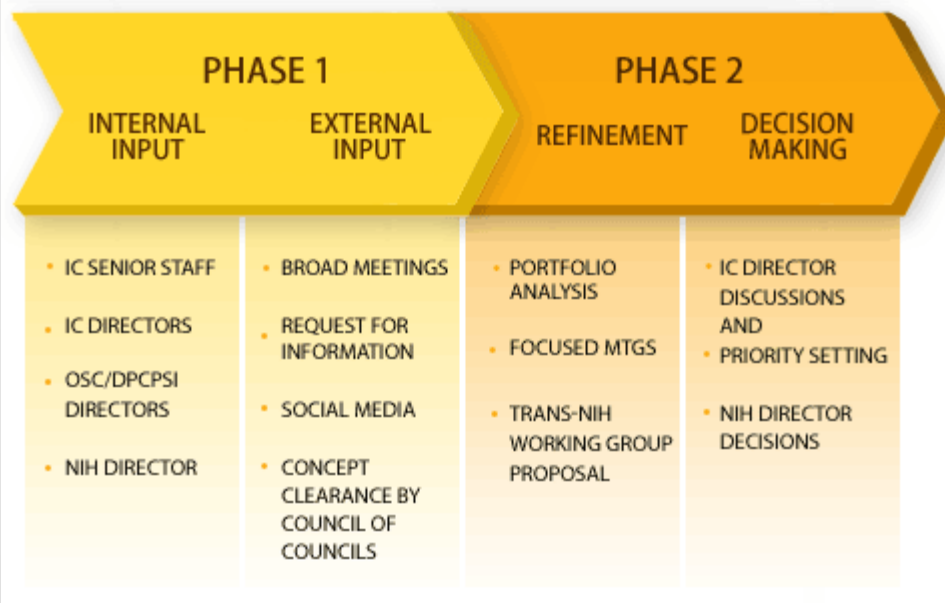 PHASE 1
INTERNAL
INPUT
EXTERNAL
INPUT
PHASE 2
REFINEMENT
DECISION
MAKING
• IC SENIOR STAFF
• IC DIRECTORS
• OSC/DPCPSI
DIRECTORS
• NIH DIRECTOR
• BROAD MEETINGS
• REQUEST FOR
INFORMATION
• SOCIAL MEDIA
• CONCEPT
CLEARANCE BY
COUNCIL OF
COUNCILS
• PORTFOLIO
ANALYSIS
• FOCUSED MTGS
• TRANS-NIH
WORKING GROUP
PROPOSAL
• IC DIRECTOR
DISCUSSIONS
AND
• PRIORITY SETTING
• NIH DIRECTOR
DECISIONS